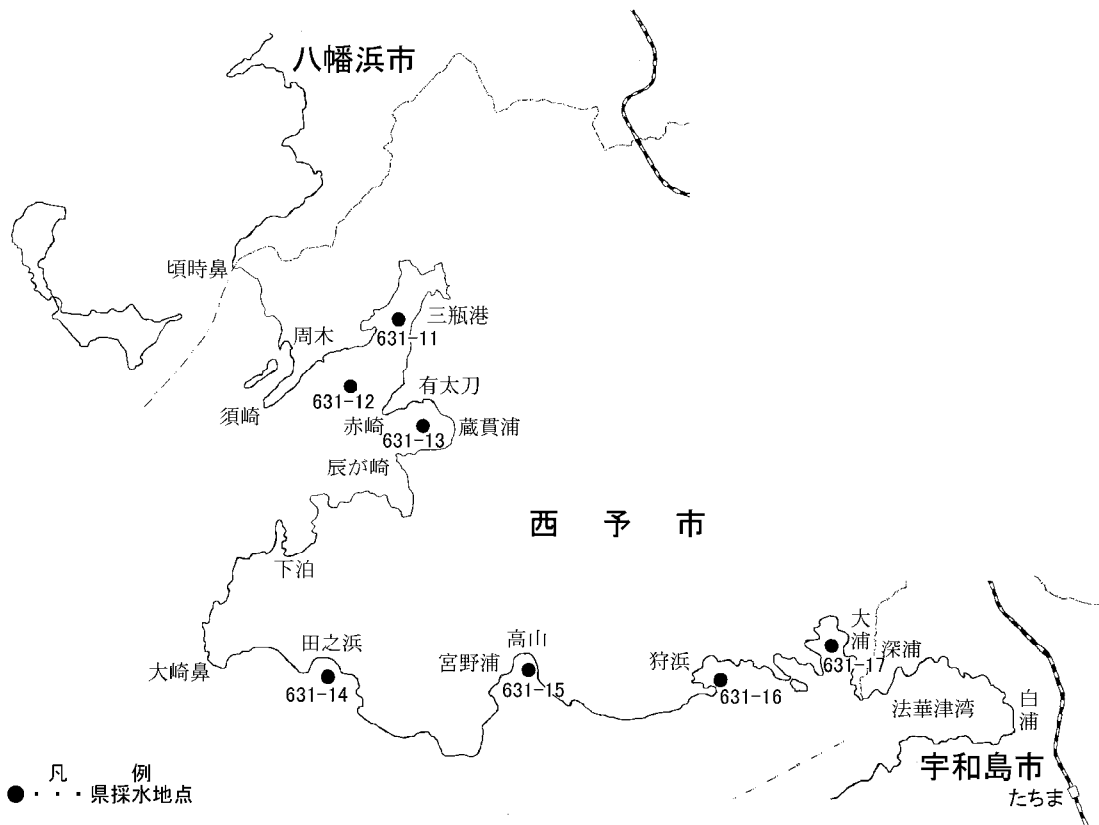 八幡浜市
頃時鼻
三瓶港
631-11
周木
有太刀
631-12
須崎
赤崎
631-13
蔵貫浦
辰が崎
西予市
下泊
大崎鼻
田之浜
631-14
宮野浦
高山
631-15
狩浜
631-16
大浦
631-17
深浦
法華津湾
白浦
宇和島市
たちま
凡例
●・・・県採水地点